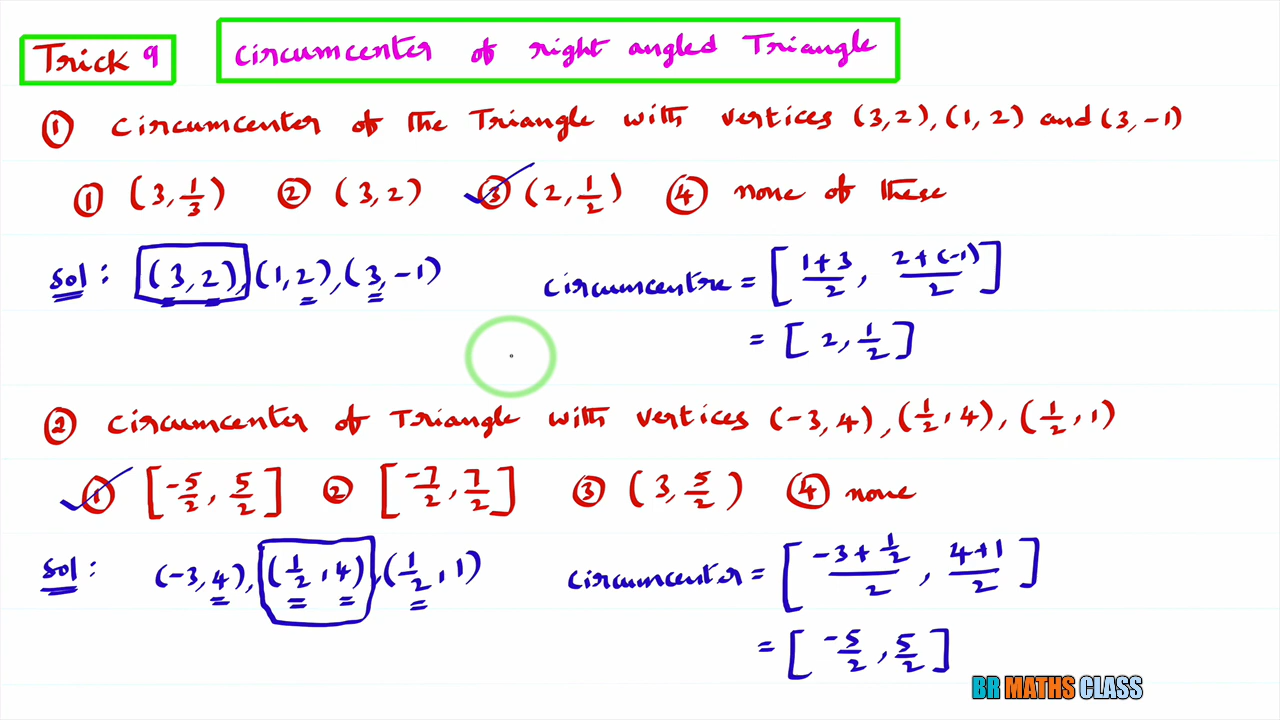 Trick 9
Circumcenter of right angled Triangle
① Circumcenter of the Triangle with vertices (3,2),(1,2) and (3,-1)
① (3, 1/3) ② (3,2) ③ (2, 1/2) ④ none of these
Sol : (3,2),(1,2),(3,-1)
circumcentre = [ 1+3/2 , 2+(-1)/2 ]
= [ 2, 1/2 ]
② Circumcenter of Triangle with vertices (-3,4),(1/2,4),(1/2,1)
① [ -5/2, 5/2 ] ② [ -7/2, 7/2 ] ③ (3, 5/2) ④ none
Sol : (-3,4),(1/2,4),(1/2,1)
circumcenter = [ -3+1/2/2 , 4+1/2 ]
= [ -5/2, 5/2 ]
BR MATHS CLASS